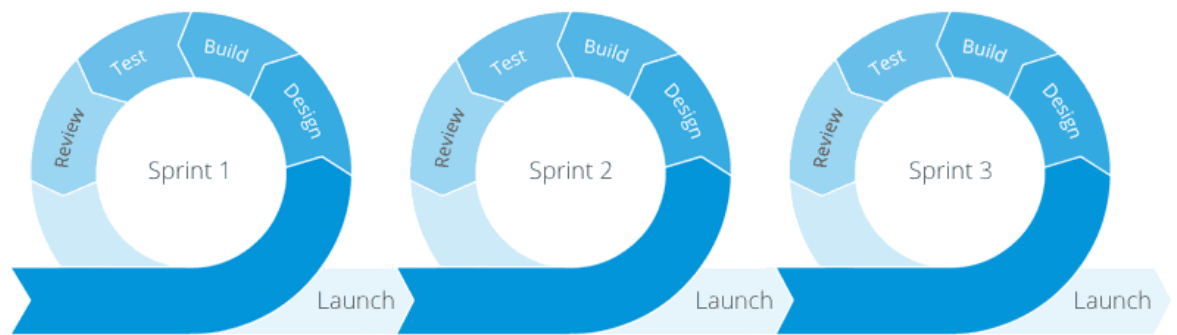 Test
Build
Design
Review
Sprint 1
Launch
Test
Build
Design
Review
Sprint 2
Launch
Test
Build
Design
Review
Sprint 3
Launch